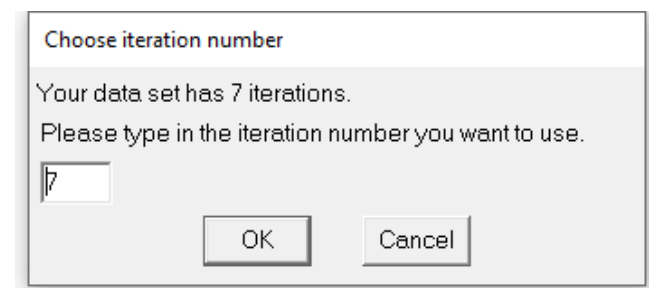 Choose iteration number
Your data set has 7 iterations.
Please type in the iteration number you want to use.
7
OK Cancel